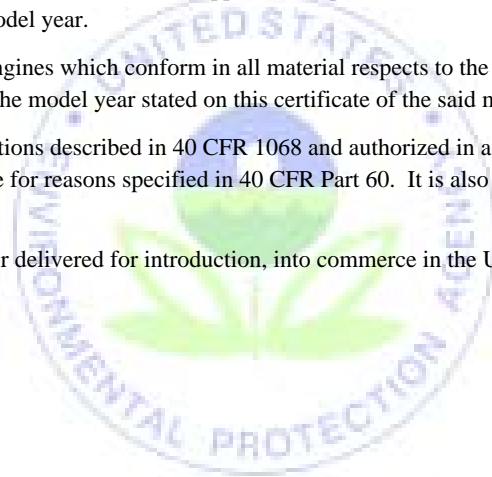 odel year.
UNITED STATES
ngines which conform in all material respects to the
he model year stated on this certificate of the said m
tions described in 40 CFR 1068 and authorized in a
e for reasons specified in 40 CFR Part 60. It is also
r delivered for introduction, into commerce in the U
ENVIRONMENTAL PROTECTION AGENCY